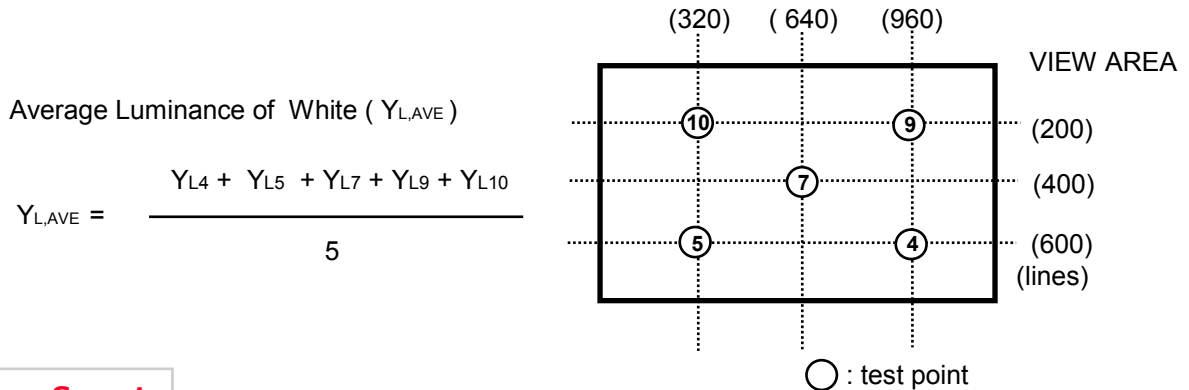 (320) ( 640) (960)
VIEW AREA
Average Luminance of White ( YL,AVE )
10 9 (200)
YL4 + YL5 + YL7 + YL9 + YL10
7 (400)
YL,AVE =
5
5 4 (600)
(lines)
: test point